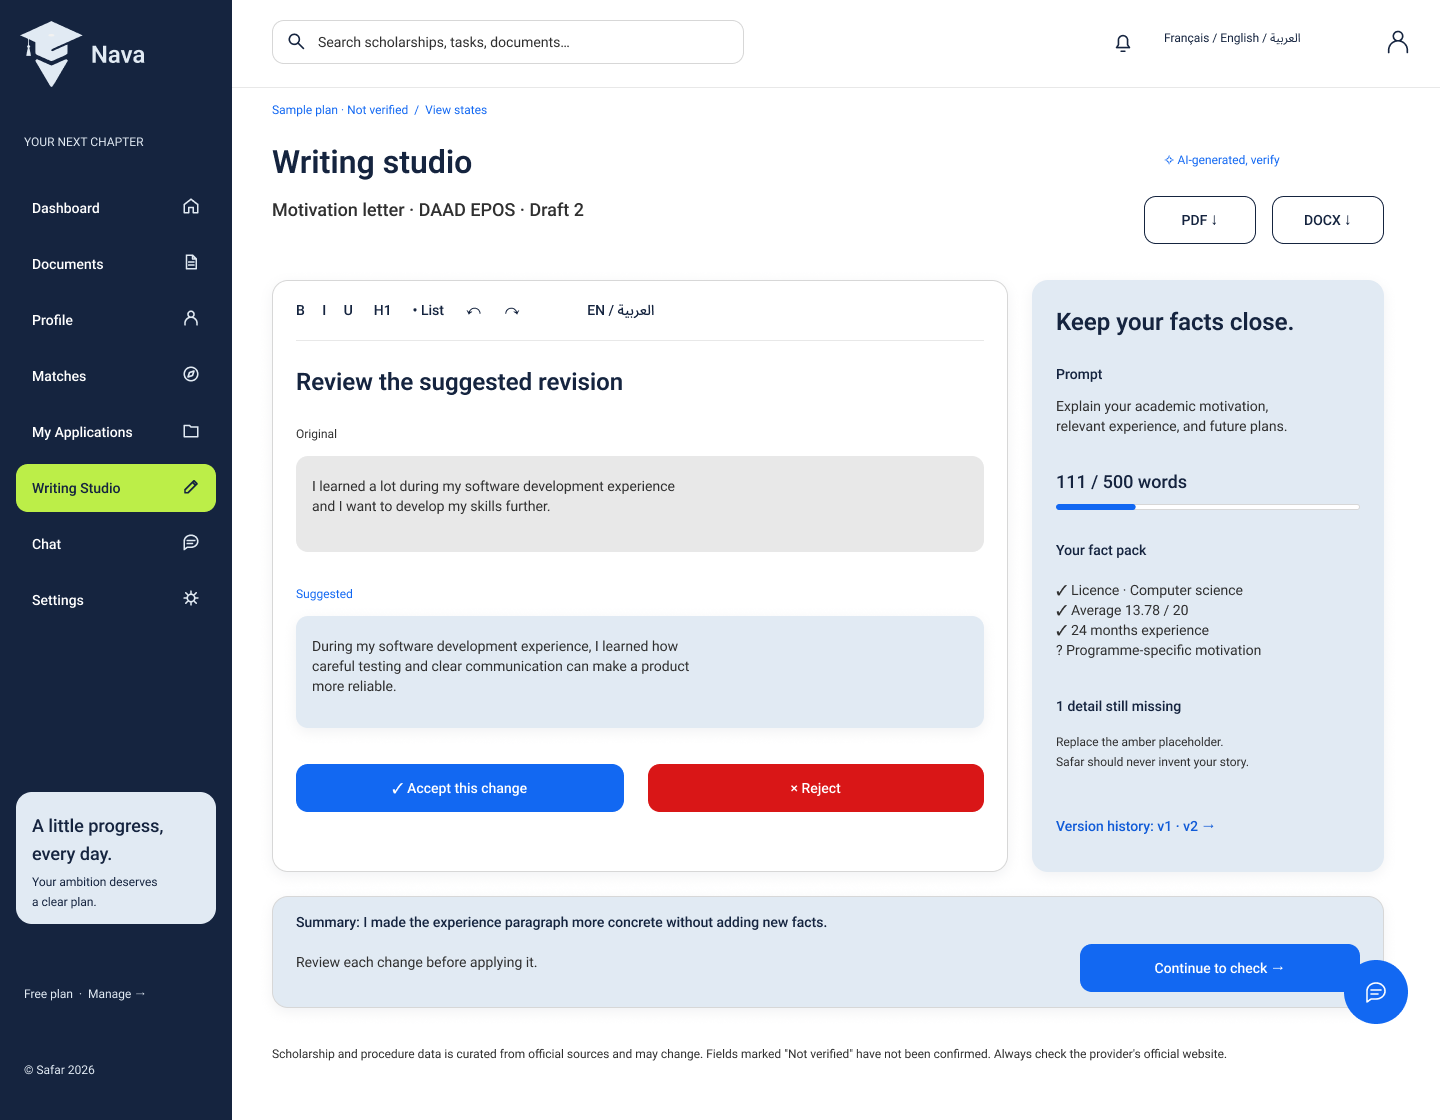 Nava
YOUR NEXT CHAPTER
Dashboard
Documents
Profile
Matches
My Applications
Writing Studio
Chat
Settings
A little progress,
every day.
Your ambition deserves
a clear plan.
Free plan · Manage →
© Safar 2026
Search scholarships, tasks, documents...
Français / English / العربية
Sample plan · Not verified / View states
Writing studio
✧ AI-generated, verify
Motivation letter · DAAD EPOS · Draft 2
PDF ↓
DOCX ↓
B I U H1 • List ↶ ↷ EN / العربية
Review the suggested revision
Original
I learned a lot during my software development experience
and I want to develop my skills further.
Suggested
During my software development experience, I learned how
careful testing and clear communication can make a product
more reliable.
✓ Accept this change
× Reject
Keep your facts close.
Prompt
Explain your academic motivation,
relevant experience, and future plans.
111 / 500 words
Your fact pack
✓ Licence · Computer science
✓ Average 13.78 / 20
✓ 24 months experience
? Programme-specific motivation
1 detail still missing
Replace the amber placeholder.
Safar should never invent your story.
Version history: v1 · v2 →
Summary: I made the experience paragraph more concrete without adding new facts.
Review each change before applying it.
Continue to check →
Scholarship and procedure data is curated from official sources and may change. Fields marked "Not verified" have not been confirmed. Always check the provider's official website.